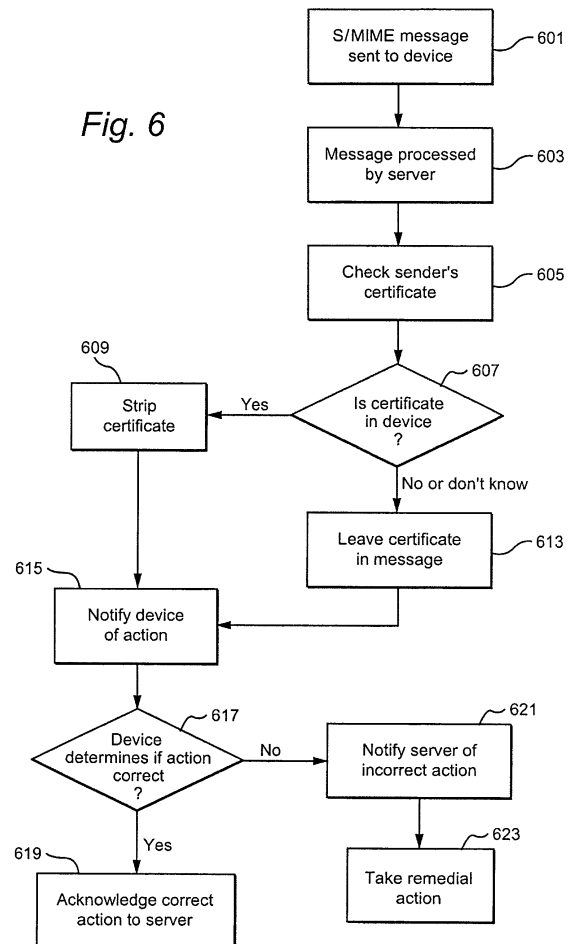 S/MIME message
sent to device
601
Fig. 6
Message processed
by server
603
Check sender's
certificate
605
609
607
Strip
certificate
Yes
Is certificate
in device
?
No or don't know
Leave certificate
in message
613
615
Notify device
of action
617
621
Device
determines if action
correct
?
No
Notify server of
incorrect action
Yes
623
619
Take remedial
action
Acknowledge correct
action to server